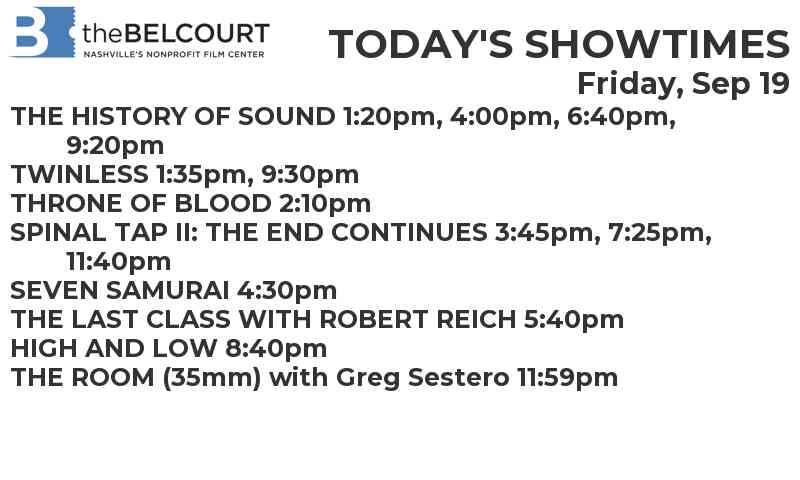 B theBELCOURT
NASHVILLE'S NONPROFIT FILM CENTER
TODAY'S SHOWTIMES
Friday, Sep 19
THE HISTORY OF SOUND 1:20pm, 4:00pm, 6:40pm,
9:20pm
TWINLESS 1:35pm, 9:30pm
THRONE OF BLOOD 2:10pm
SPINAL TAP II: THE END CONTINUES 3:45pm, 7:25pm,
11:40pm
SEVEN SAMURAI 4:30pm
THE LAST CLASS WITH ROBERT REICH 5:40pm
HIGH AND LOW 8:40pm
THE ROOM (35mm) with Greg Sestero 11:59pm